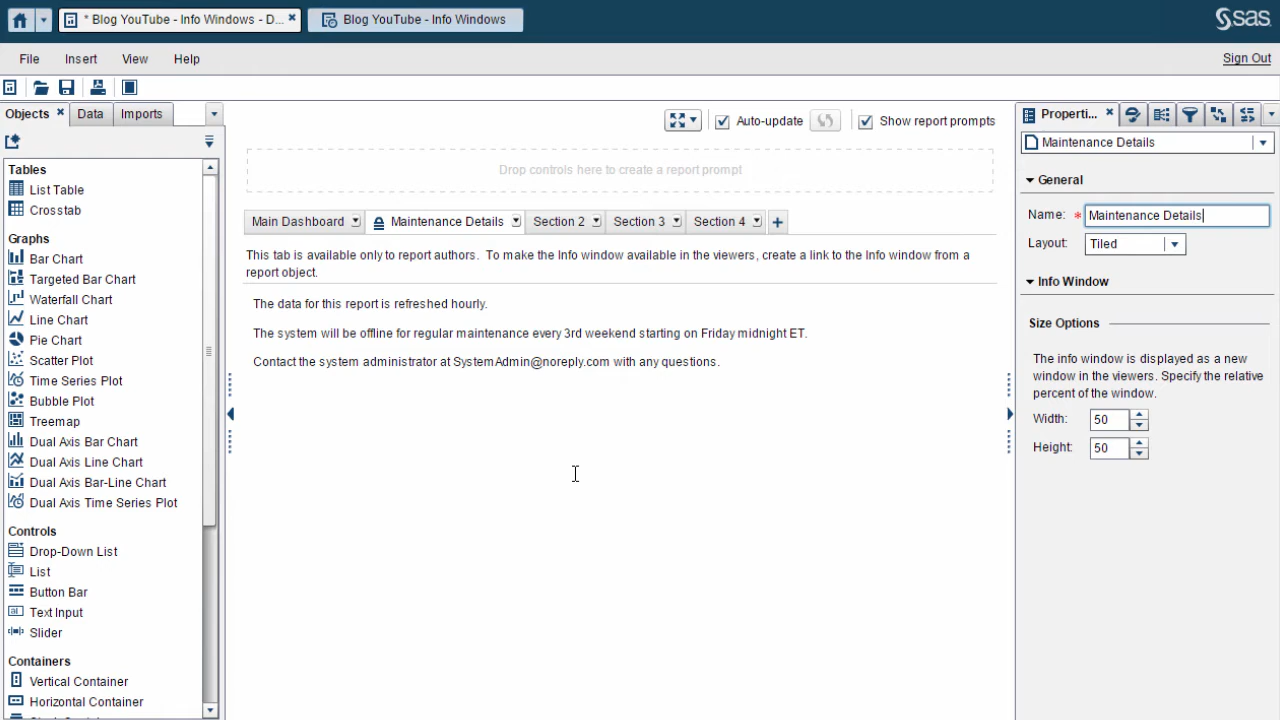 * Blog YouTube - Info Windows - D...
Blog YouTube - Info Windows
sas
File Insert View Help
Sign Out
Objects Data Imports
Tables
List Table
Crosstab
Graphs
Bar Chart
Targeted Bar Chart
Waterfall Chart
Line Chart
Pie Chart
Scatter Plot
Time Series Plot
Bubble Plot
Treemap
Dual Axis Bar Chart
Dual Axis Line Chart
Dual Axis Bar-Line Chart
Dual Axis Time Series Plot
Controls
Drop-Down List
List
Button Bar
Text Input
Slider
Containers
Vertical Container
Horizontal Container
Auto-update
Show report prompts
Drop controls here to create a report prompt
Main Dashboard Maintenance Details Section 2 Section 3 Section 4 +
This tab is available only to report authors. To make the Info window available in the viewers, create a link to the Info window from a
report object.
The data for this report is refreshed hourly.
The system will be offline for regular maintenance every 3rd weekend starting on Friday midnight ET.
Contact the system administrator at SystemAdmin@noreply.com with any questions.
Properti...
Maintenance Details
General
Name: * Maintenance Details
Layout: Tiled
Info Window
Size Options
The info window is displayed as a new
window in the viewers. Specify the relative
percent of the window.
Width: 50
Height: 50